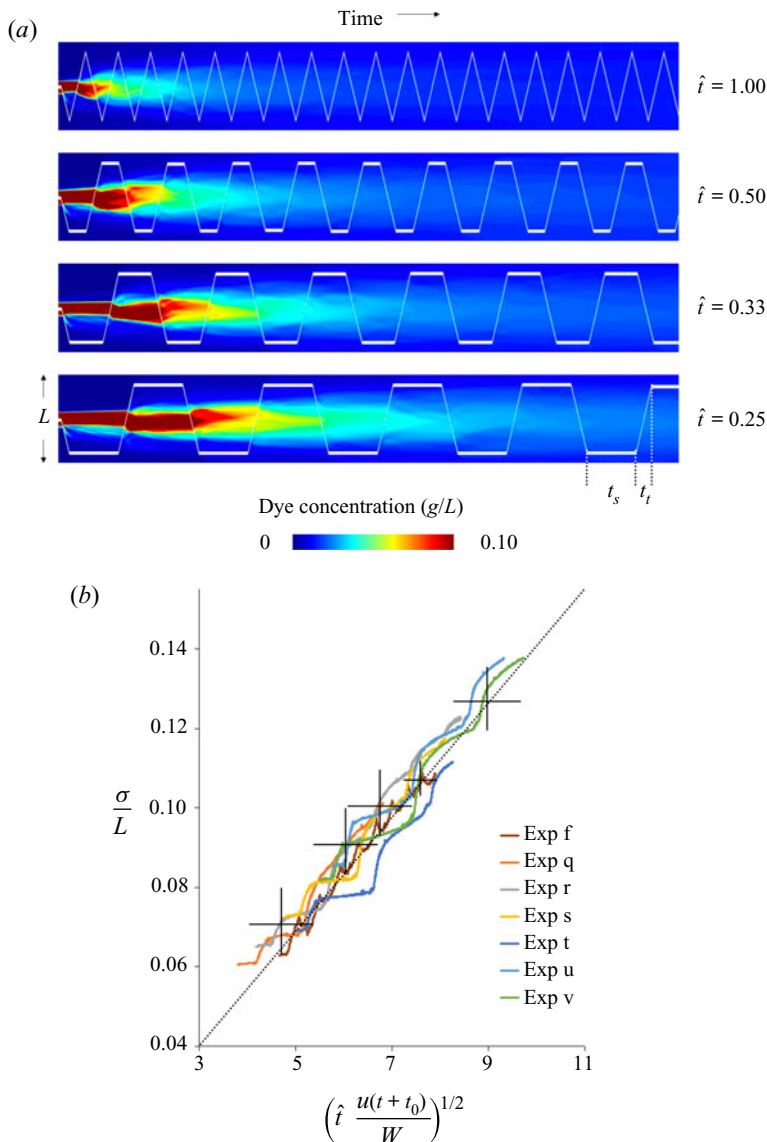 Time
(a)
t̂ = 1.00
t̂ = 0.50
t̂ = 0.33
L
t̂ = 0.25
t_s t_t
Dye concentration (g/L)
0 0.10
(b)
0.14
0.12
σ/L
0.10
0.08
0.06
0.04
Exp f
Exp q
Exp r
Exp s
Exp t
Exp u
Exp v
3 5 7 9 11
(t̂ u(t + t_0)/W)^{1/2}